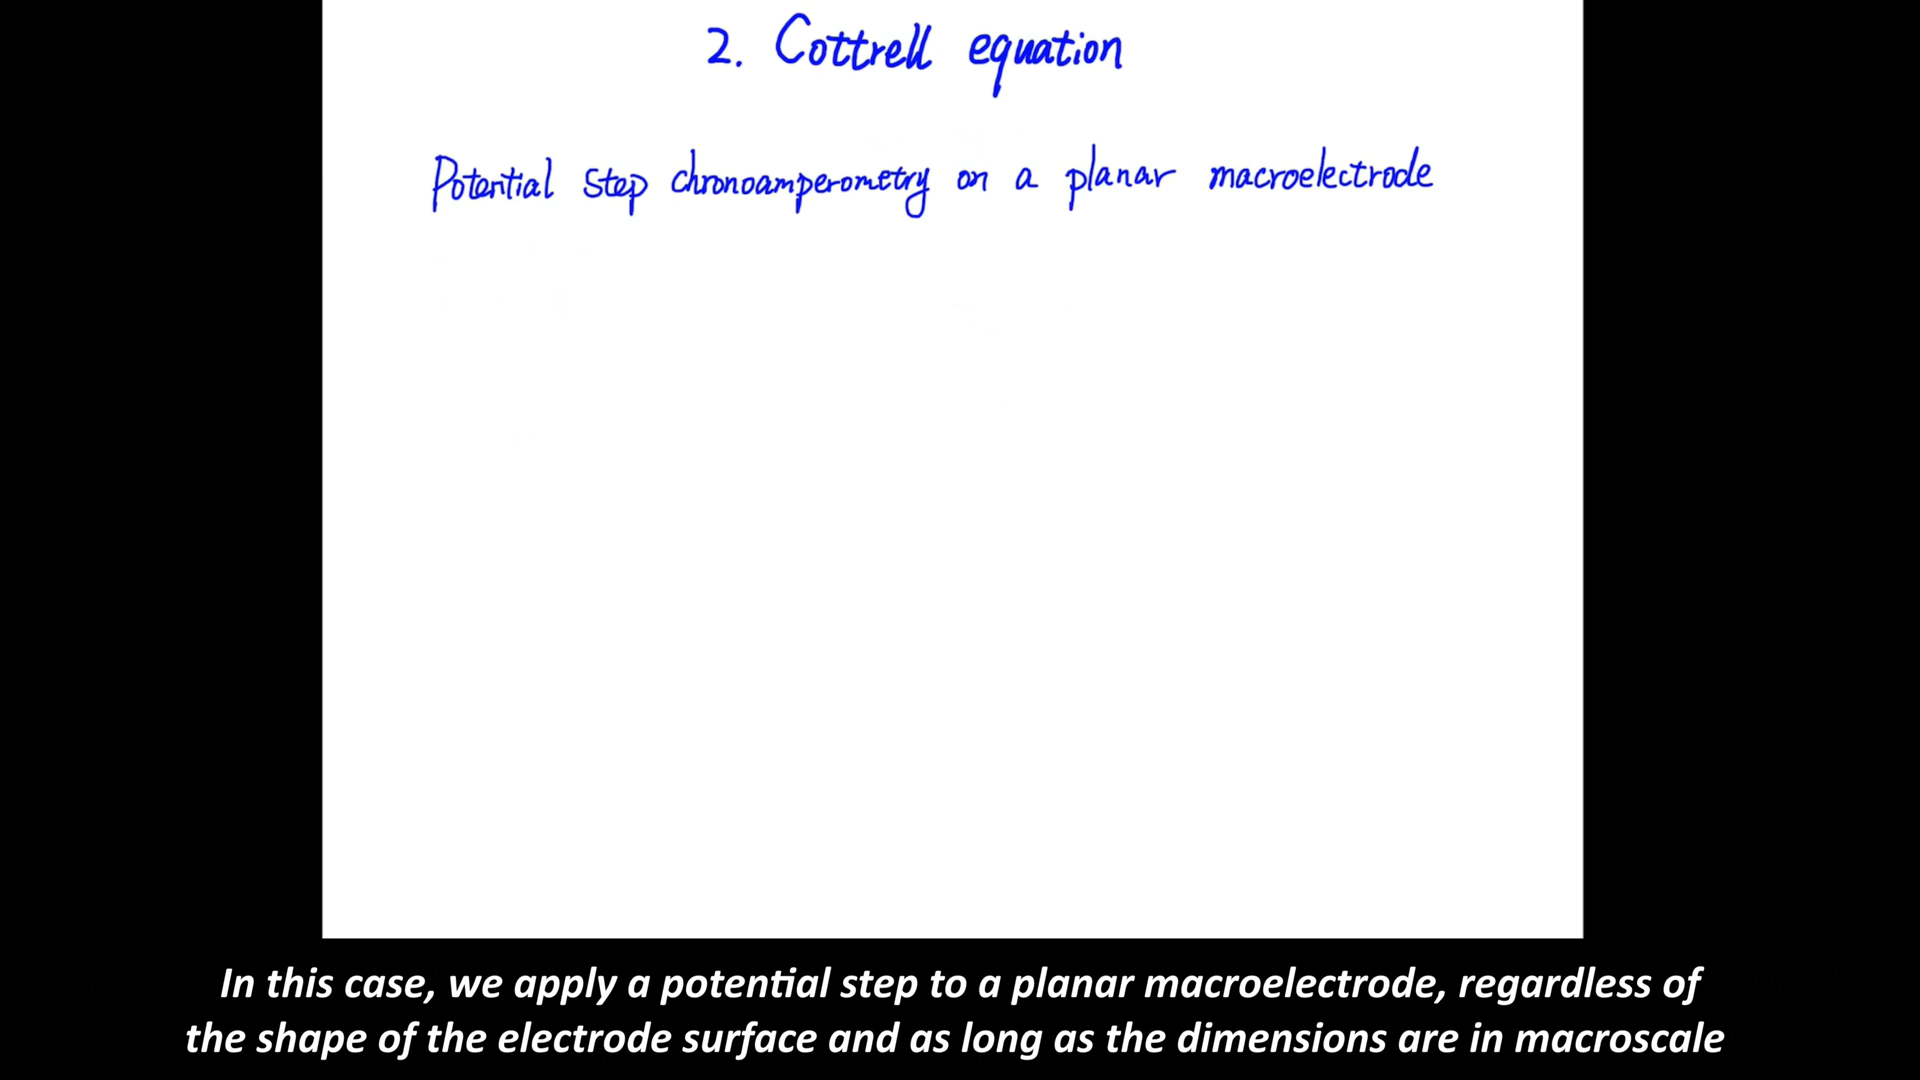 2. Cottrell equation
Potential step chronoamperometry on a planar macroelectrode
In this case, we apply a potential step to a planar macroelectrode, regardless of
the shape of the electrode surface and as long as the dimensions are in macroscale